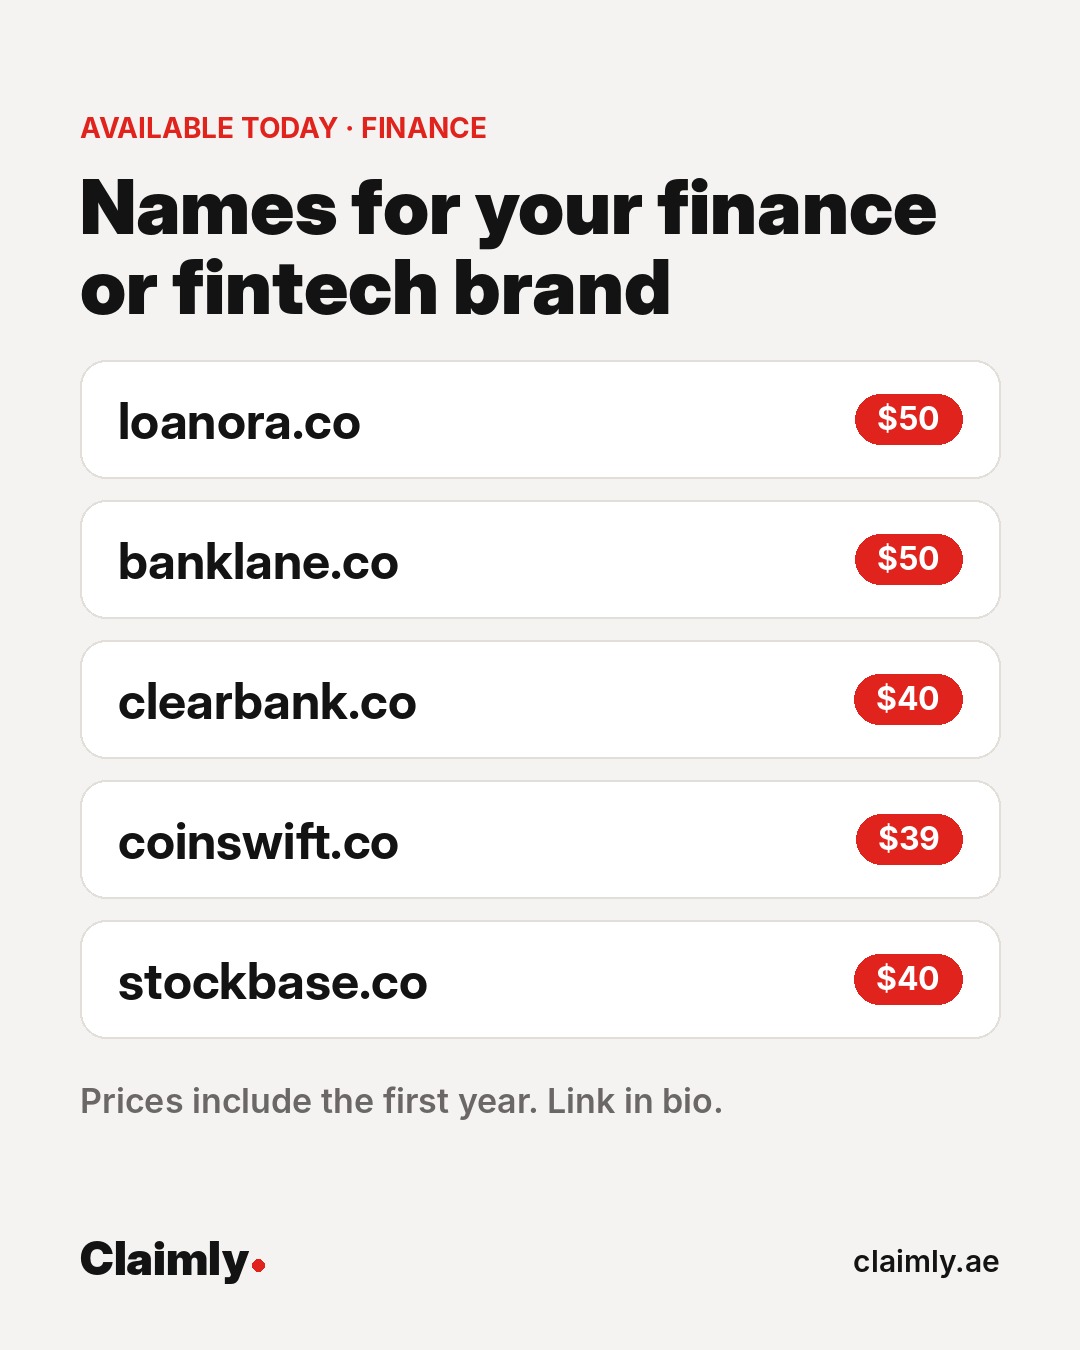 AVAILABLE TODAY · FINANCE
Names for your finance
or fintech brand
loanora.co $50
banklane.co $50
clearbank.co $40
coinswift.co $39
stockbase.co $40
Prices include the first year. Link in bio.
Claimly. claimly.ae